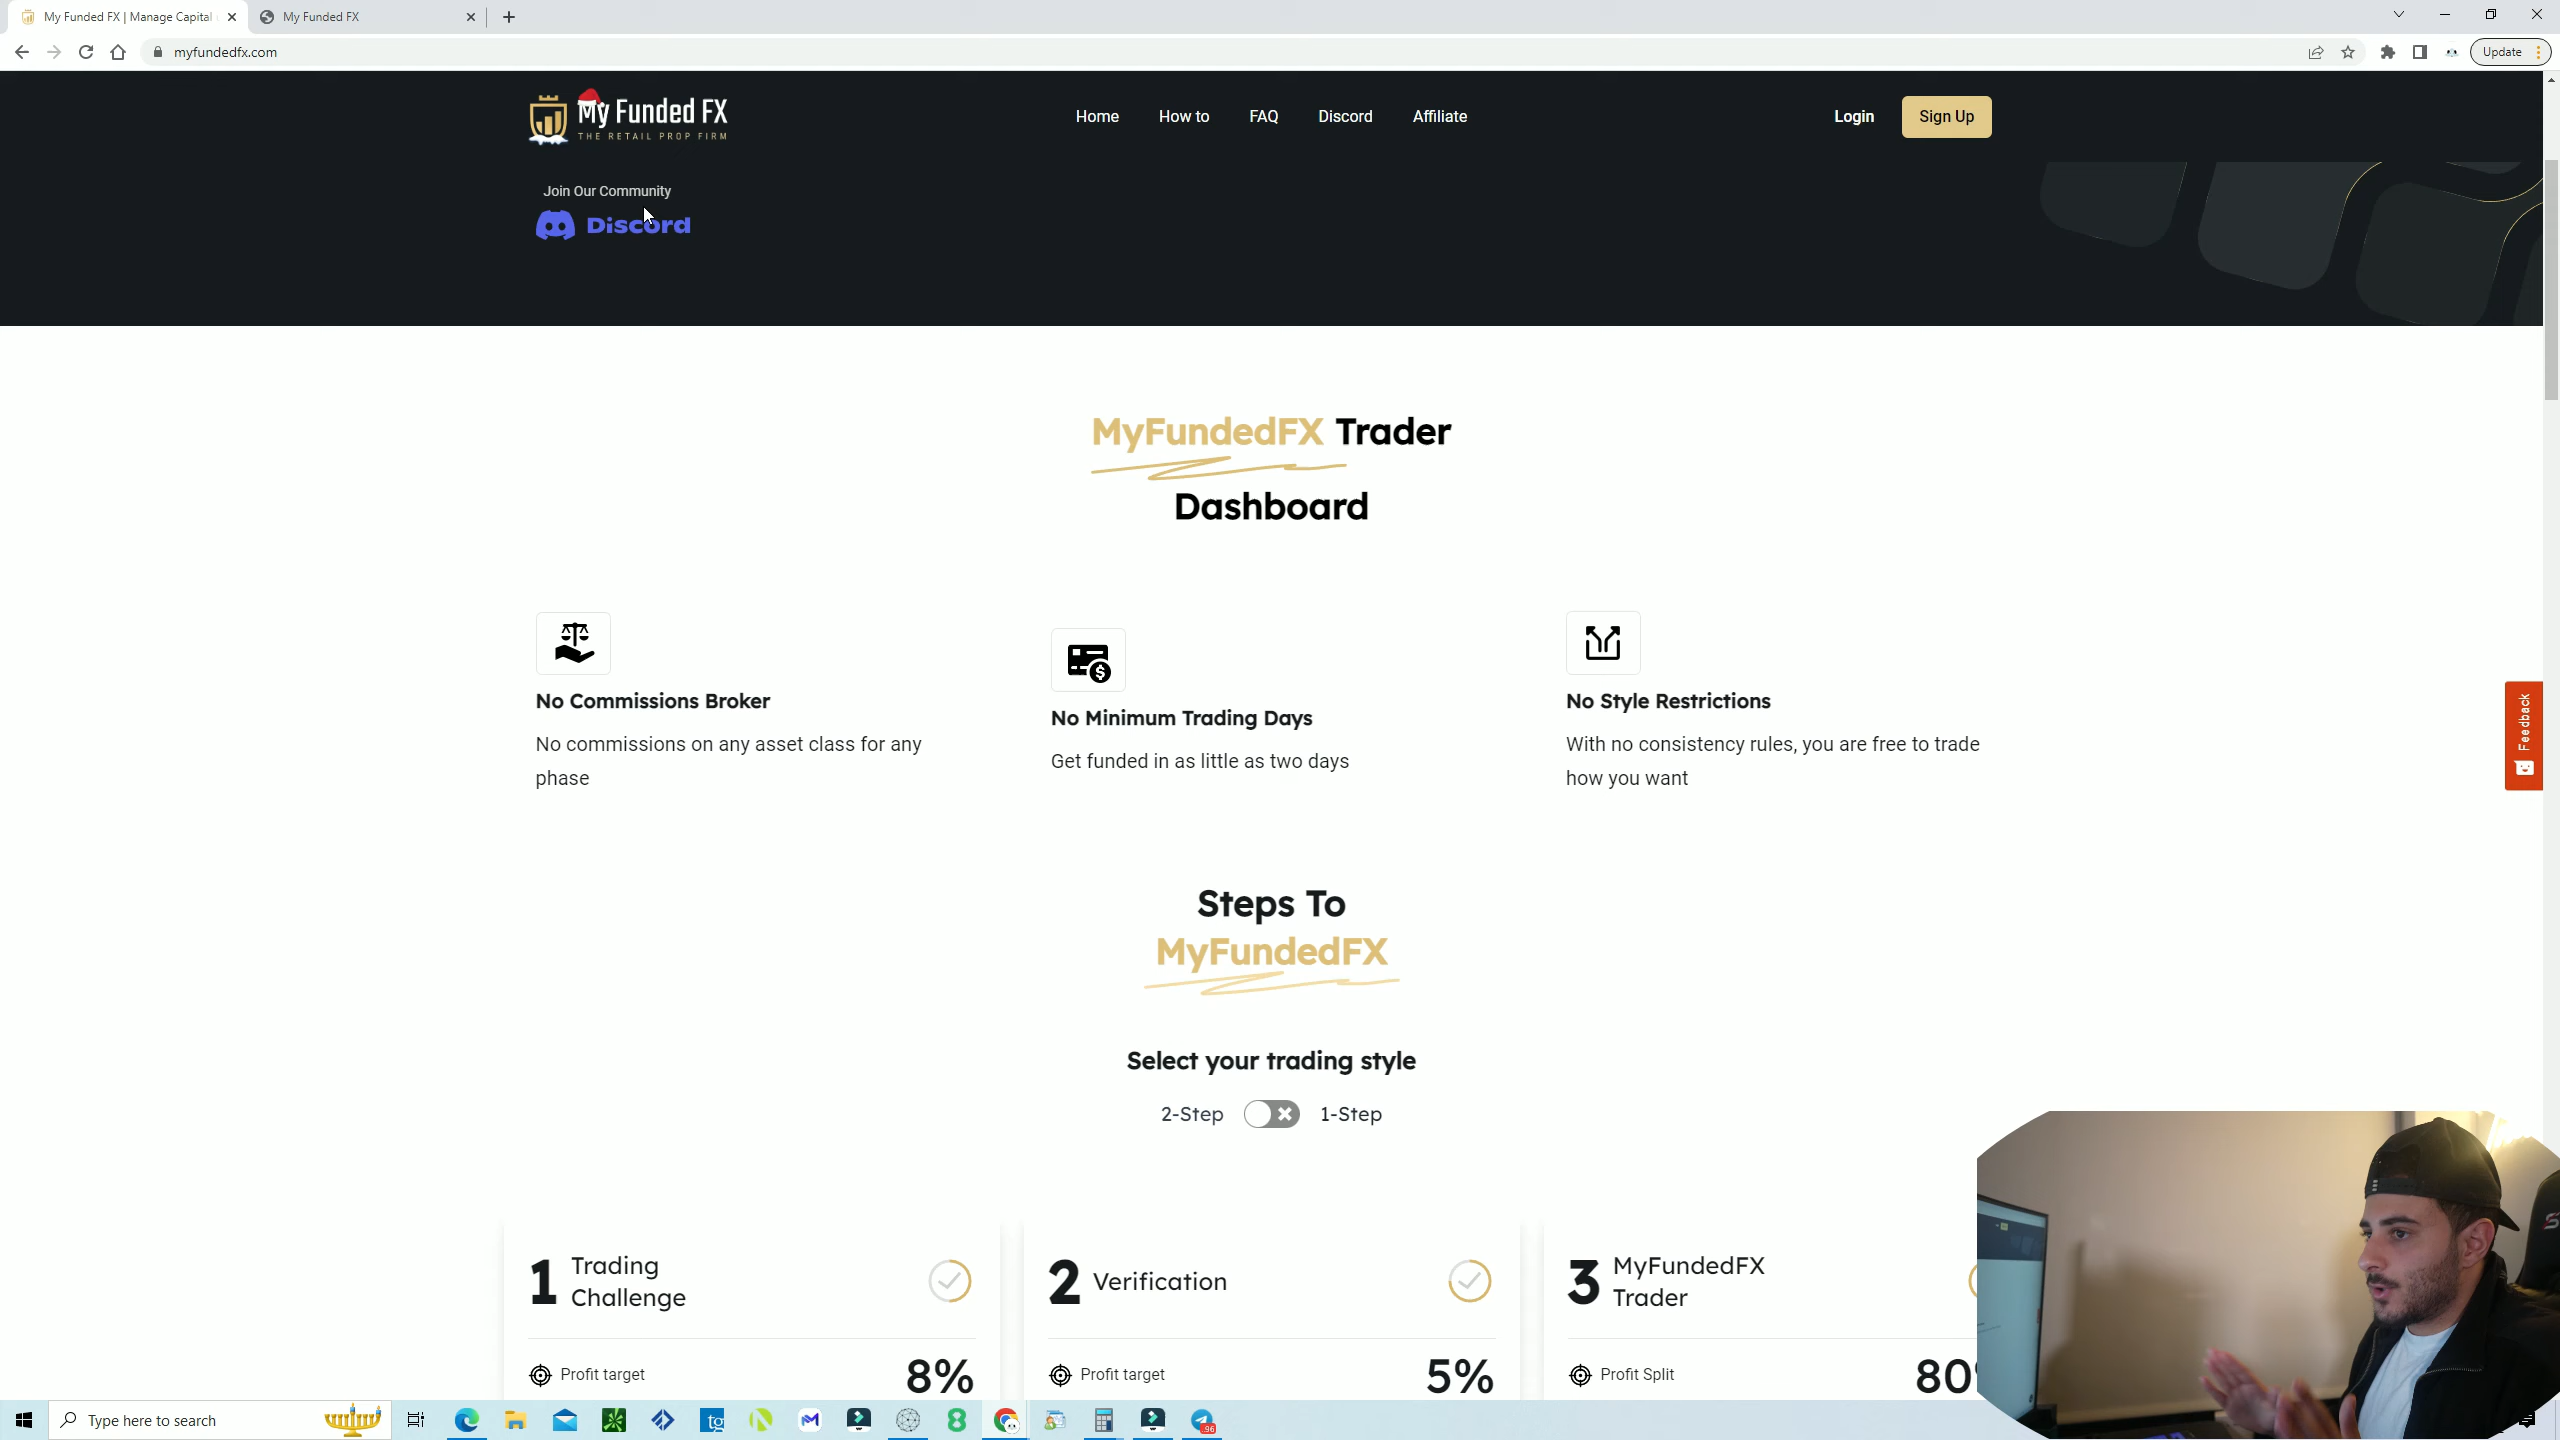 My Funded FX | Manage Capital
My Funded FX
myfundedfx.com
Update
My Funded FX
THE RETAIL PROP FIRM
Home
How to
FAQ
Discord
Affiliate
Login
Sign Up
Join Our Community
Discord
MyFundedFX Trader
Dashboard
No Commissions Broker
No commissions on any asset class for any
phase
No Minimum Trading Days
Get funded in as little as two days
No Style Restrictions
With no consistency rules, you are free to trade
how you want
Feedback
Steps To
MyFundedFX
Select your trading style
2-Step
1-Step
1 Trading
Challenge
2 Verification
3 MyFundedFX
Trader
Profit target
8%
Profit target
5%
Profit Split
80
Type here to search
tg
M
8
96